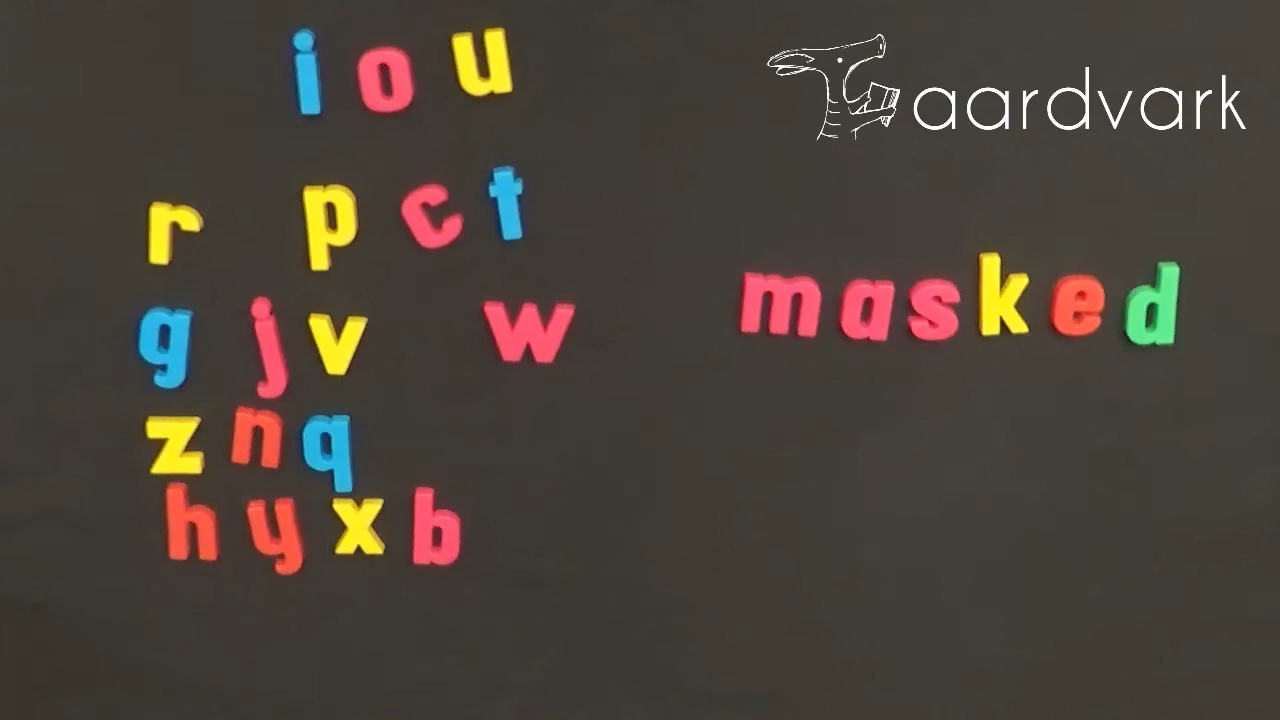 i o u
r p c t
g j v w
z n q
h y x b
aardvark
masked